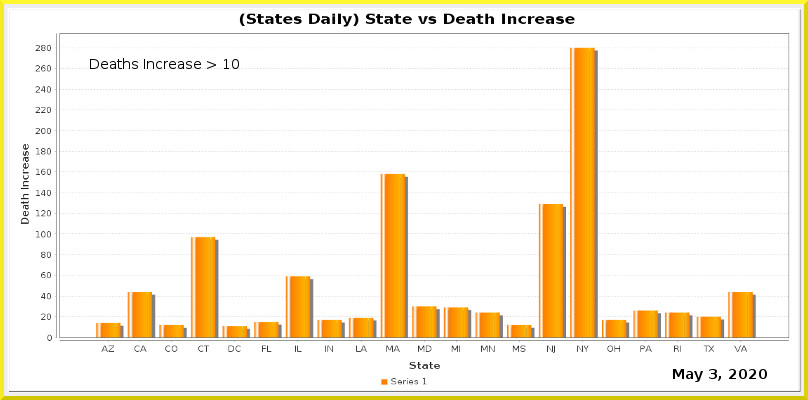 (States Daily) State vs Death Increase
Deaths Increase > 10
280
260
240
220
200
180
160
140
120
100
80
60
40
20
0
Death Increase
AZ CA CO CT DC FL IL IN LA MA MD MI MN MS NJ NY OH PA RI TX VA
State
Series 1
May 3, 2020